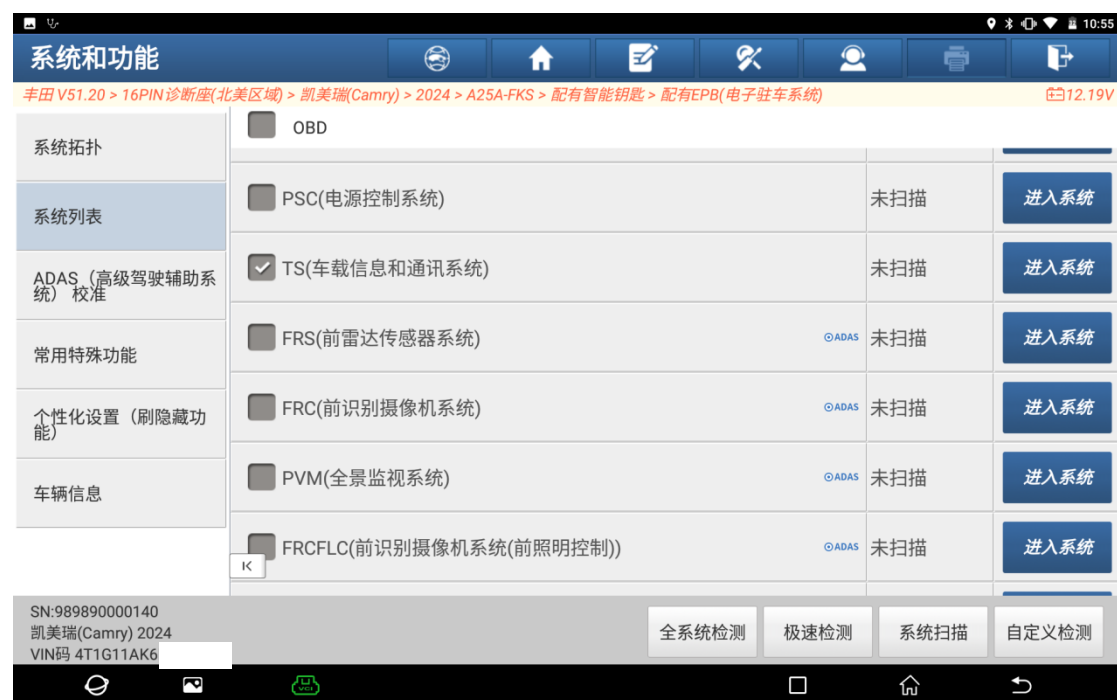 10:55
系统和功能
丰田 V51.20 > 16PIN诊断座(北美区域) > 凯美瑞(Camry) > 2024 > A25A-FKS > 配有智能钥匙 > 配有EPB(电子驻车系统)
12.19V
系统拓扑
系统列表
ADAS（高级驾驶辅助系
统） 校准
常用特殊功能
个性化设置（刷隐藏功
能）
车辆信息
OBD
PSC(电源控制系统) 未扫描 进入系统
TS(车载信息和通讯系统) 未扫描 进入系统
FRS(前雷达传感器系统) ADAS 未扫描 进入系统
FRC(前识别摄像机系统) ADAS 未扫描 进入系统
PVM(全景监视系统) ADAS 未扫描 进入系统
FRCFLC(前识别摄像机系统(前照明控制)) ADAS 未扫描 进入系统
SN:989890000140
凯美瑞(Camry) 2024
VIN码 4T1G11AK6
全系统检测 极速检测 系统扫描 自定义检测
VCI